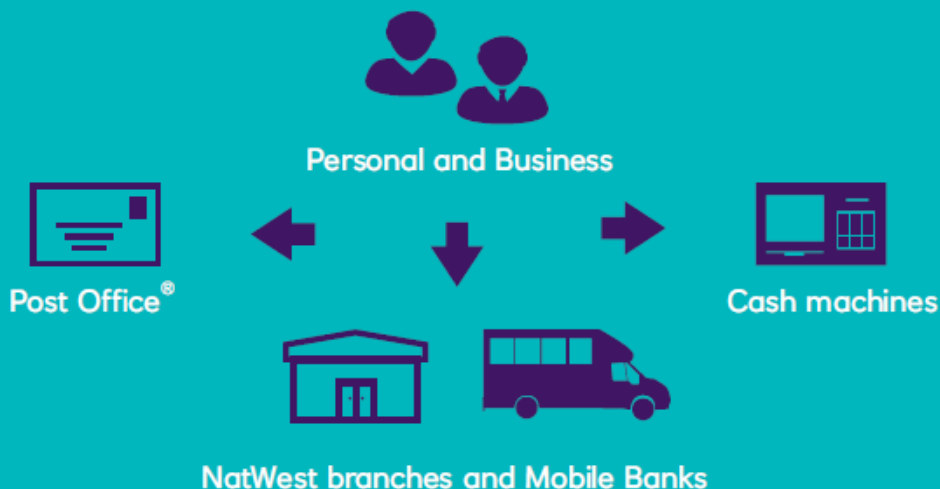 Personal and Business
Post Office®
Cash machines
NatWest branches and Mobile Banks